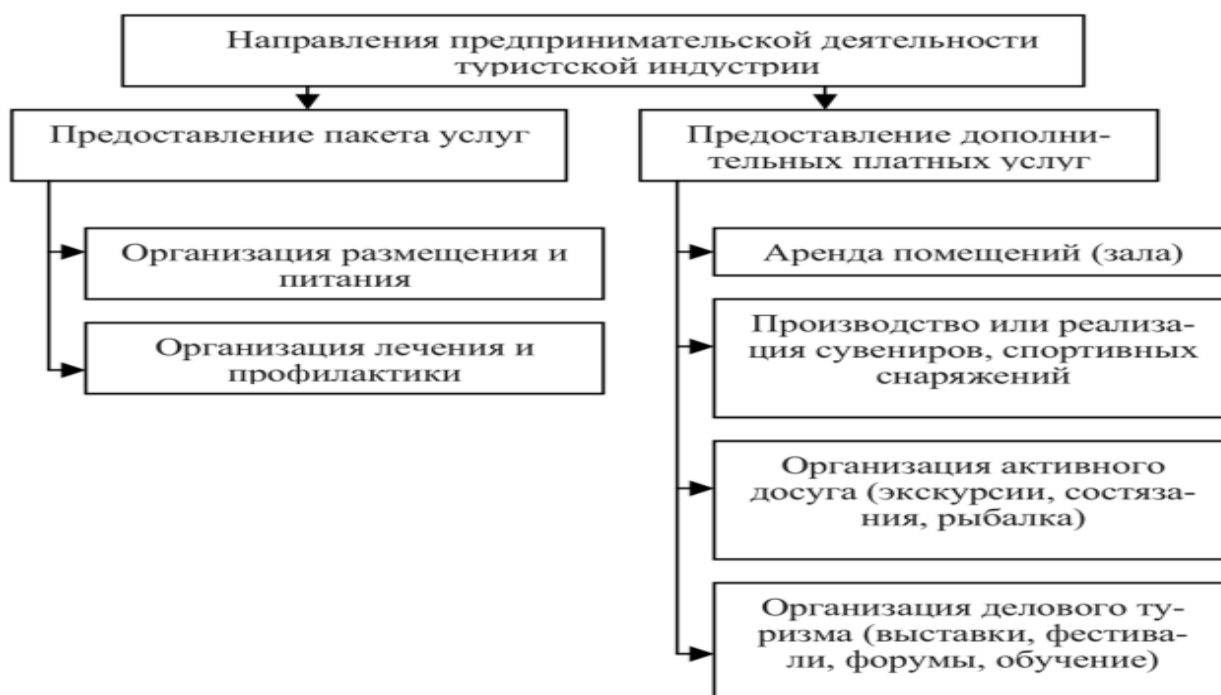 Направления предпринимательской деятельности
туристской индустрии
Предоставление пакета услуг
Организация размещения и
питания
Организация лечения и
профилактики
Предоставление дополни-
тельных платных услуг
Аренда помещений (зала)
Производство или реализа-
ция сувениров, спортивных
снаряжений
Организация активного
досуга (экскурсии, состяза-
ния, рыбалка)
Организация делового ту-
ризма (выставки, фестива-
ли, форумы, обучение)